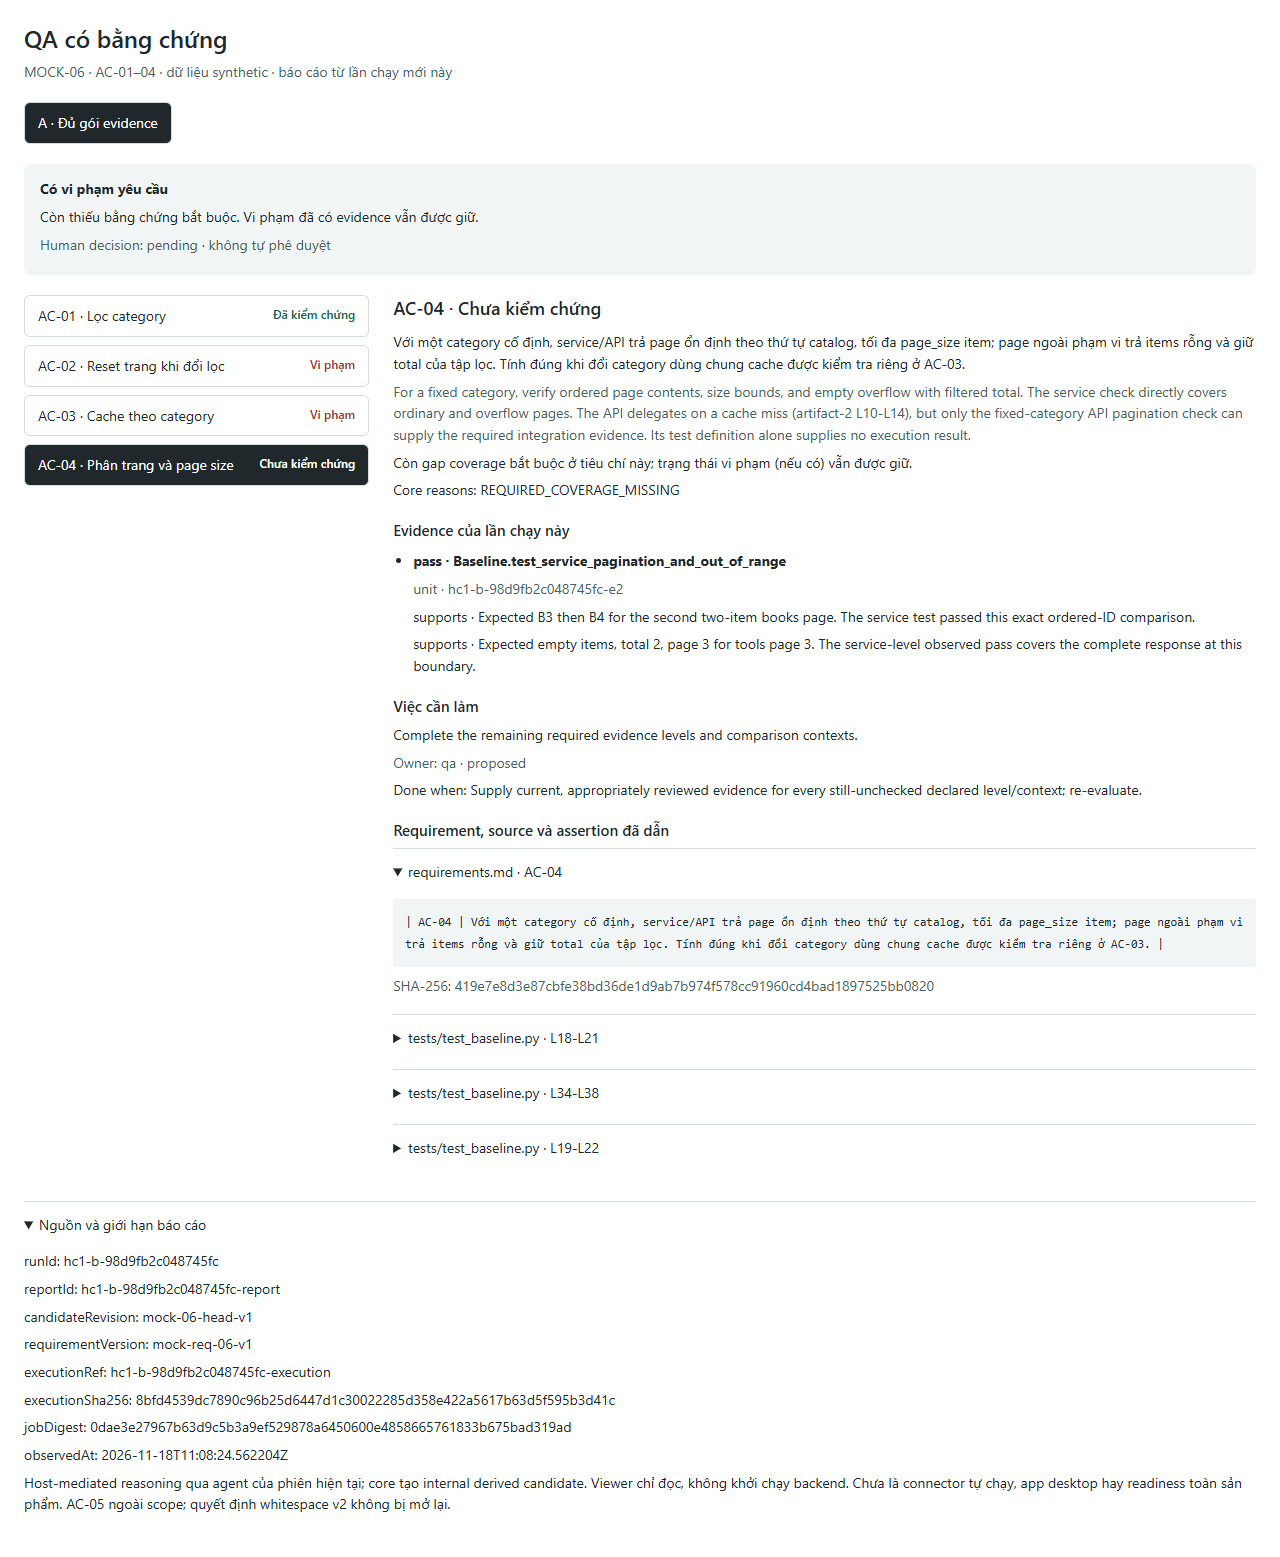 QA có bằng chứng
MOCK-06 · AC-01–04 · dữ liệu synthetic · báo cáo từ lần chạy mới này
A · Đủ gói evidence
Có vi phạm yêu cầu
Còn thiếu bằng chứng bắt buộc. Vi phạm đã có evidence vẫn được giữ.
Human decision: pending · không tự phê duyệt
AC-01 · Lọc category Đã kiểm chứng
AC-02 · Reset trang khi đổi lọc Vi phạm
AC-03 · Cache theo category Vi phạm
AC-04 · Phân trang và page size Chưa kiểm chứng
AC-04 · Chưa kiểm chứng
Với một category cố định, service/API trả page ổn định theo thứ tự catalog, tối đa page_size item; page ngoài phạm vi trả items rỗng và giữ
total của tập lọc. Tính đúng khi đổi category dùng chung cache được kiểm tra riêng ở AC-03.
For a fixed category, verify ordered page contents, size bounds, and empty overflow with filtered total. The service check directly covers
ordinary and overflow pages. The API delegates on a cache miss (artifact-2 L10-L14), but only the fixed-category API pagination check can
supply the required integration evidence. Its test definition alone supplies no execution result.
Còn gap coverage bắt buộc ở tiêu chí này; trạng thái vi phạm (nếu có) vẫn được giữ.
Core reasons: REQUIRED_COVERAGE_MISSING
Evidence của lần chạy này
• pass · Baseline.test_service_pagination_and_out_of_range
unit · hc1-b-98d9fb2c048745fc-e2
supports · Expected B3 then B4 for the second two-item books page. The service test passed this exact ordered-ID comparison.
supports · Expected empty items, total 2, page 3 for tools page 3. The service-level observed pass covers the complete response at this
boundary.
Việc cần làm
Complete the remaining required evidence levels and comparison contexts.
Owner: qa · proposed
Done when: Supply current, appropriately reviewed evidence for every still-unchecked declared level/context; re-evaluate.
Requirement, source và assertion đã dẫn
▼ requirements.md · AC-04
| AC-04 | Với một category cố định, service/API trả page ổn định theo thứ tự catalog, tối đa page_size item; page ngoài phạm vi
trả items rỗng và giữ total của tập lọc. Tính đúng khi đổi category dùng chung cache được kiểm tra riêng ở AC-03. |
SHA-256: 419e7e8d3e87cbfe38bd36de1d9ab7b974f578cc91960cd4bad1897525bb0820
▶ tests/test_baseline.py · L18-L21
▶ tests/test_baseline.py · L34-L38
▶ tests/test_baseline.py · L19-L22
▼ Nguồn và giới hạn báo cáo
runId: hc1-b-98d9fb2c048745fc
reportId: hc1-b-98d9fb2c048745fc-report
candidateRevision: mock-06-head-v1
requirementVersion: mock-req-06-v1
executionRef: hc1-b-98d9fb2c048745fc-execution
executionSha256: 8bfd4539dc7890c96b25d6447d1c30022285d358e422a5617b63d5f595b3d41c
jobDigest: 0dae3e27967b63d9c5b3a9ef529878a6450600e4858665761833b675bad319ad
observedAt: 2026-11-18T11:08:24.562204Z
Host-mediated reasoning qua agent của phiên hiện tại; core tạo internal derived candidate. Viewer chỉ đọc, không khởi chạy backend. Chưa là connector tự chạy, app desktop hay readiness toàn sản
phẩm. AC-05 ngoài scope; quyết định whitespace v2 không bị mở lại.